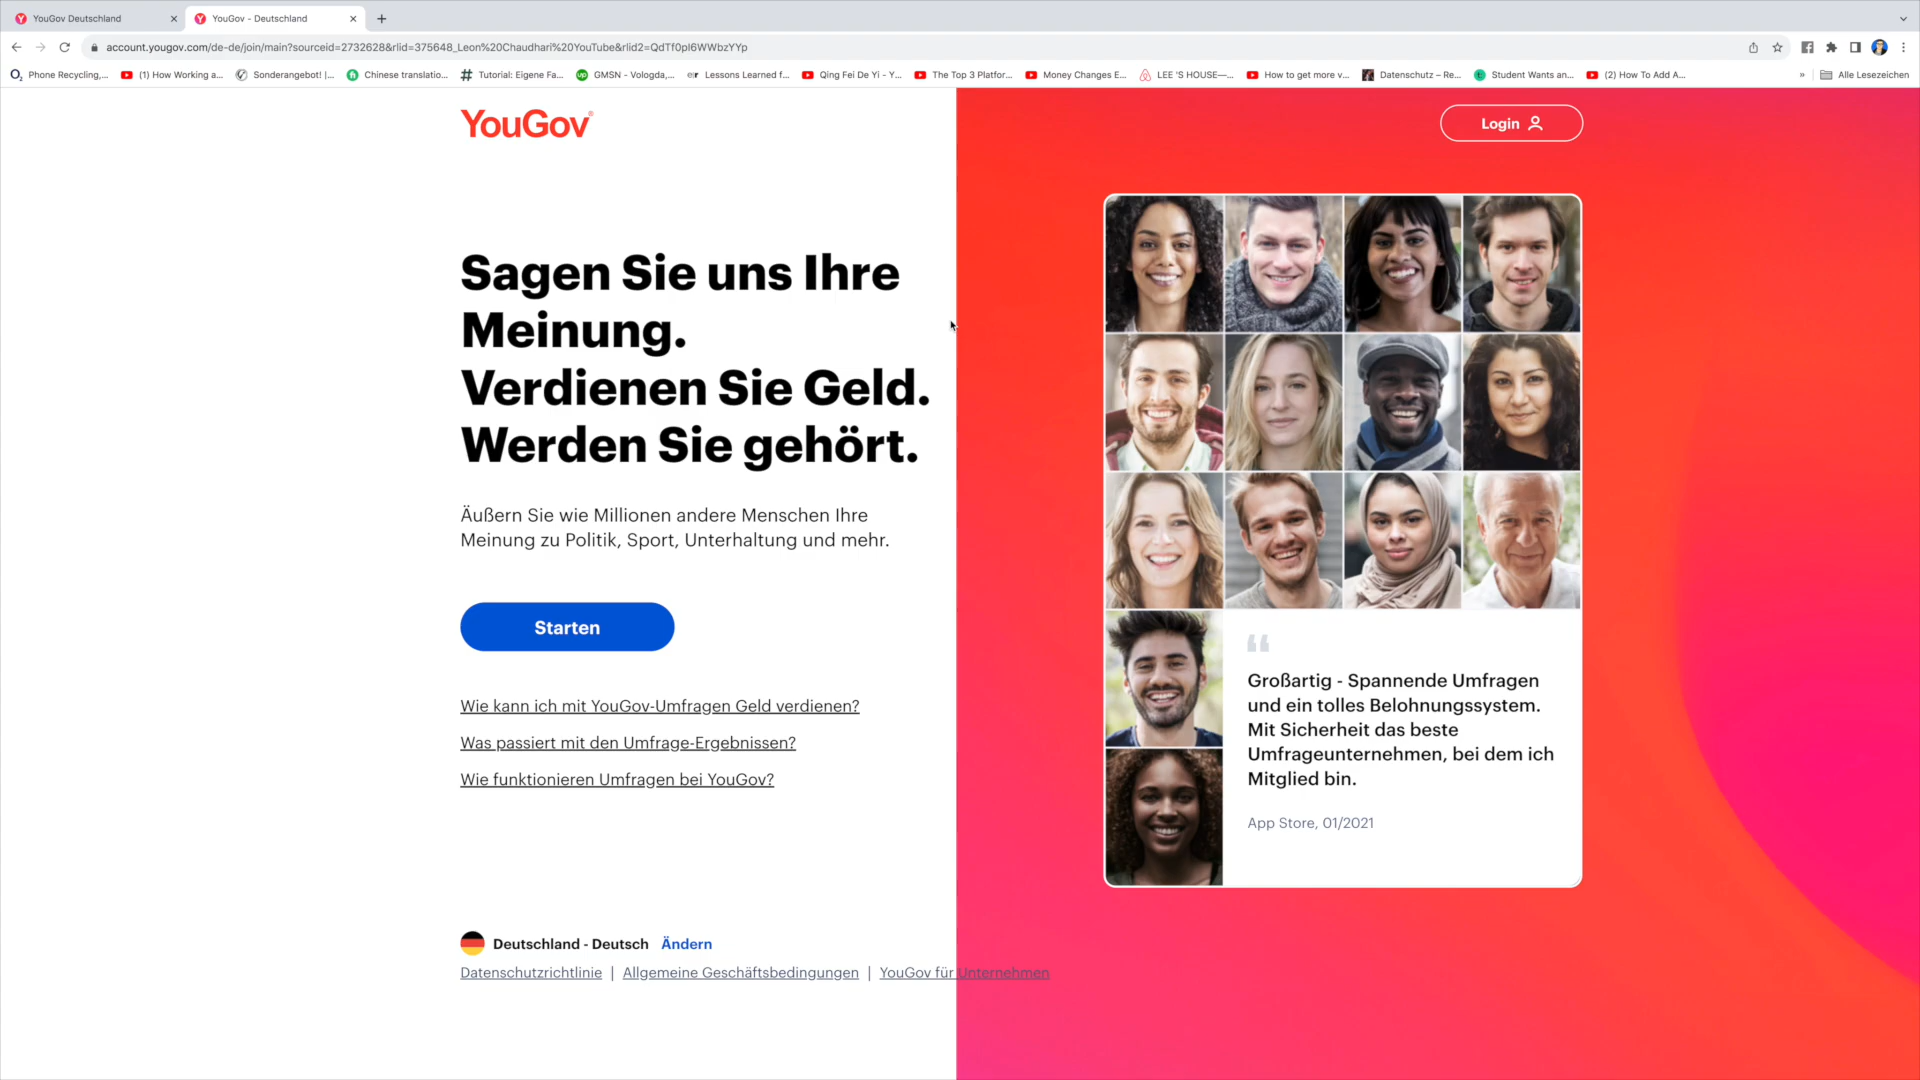 YouGov Deutschland
YouGov - Deutschland
account.yougov.com/de-de/join/main?sourceid=2732628&rlid=375648_Leon%20Chaudhari%20YouTube&rlid2=QdTf0pI6WWbzYYp
Phone Recycling,... (1) How Working a... Sonderangebot! |... Chinese translatio... Tutorial: Eigene Fa... GMSN - Vologda,... Lessons Learned f... Qing Fei De Yi - Y... The Top 3 Platfor... Money Changes E... LEE 'S HOUSE—... How to get more v... Datenschutz – Re... Student Wants an... (2) How To Add A... » Alle Lesezeichen
YouGov®
Login
Sagen Sie uns Ihre
Meinung.
Verdienen Sie Geld.
Werden Sie gehört.
Äußern Sie wie Millionen andere Menschen Ihre
Meinung zu Politik, Sport, Unterhaltung und mehr.
Starten
Wie kann ich mit YouGov-Umfragen Geld verdienen?
Was passiert mit den Umfrage-Ergebnissen?
Wie funktionieren Umfragen bei YouGov?
Großartig - Spannende Umfragen
und ein tolles Belohnungssystem.
Mit Sicherheit das beste
Umfrageunternehmen, bei dem ich
Mitglied bin.
App Store, 01/2021
Deutschland - Deutsch Ändern
Datenschutzrichtlinie | Allgemeine Geschäftsbedingungen | YouGov für Unternehmen